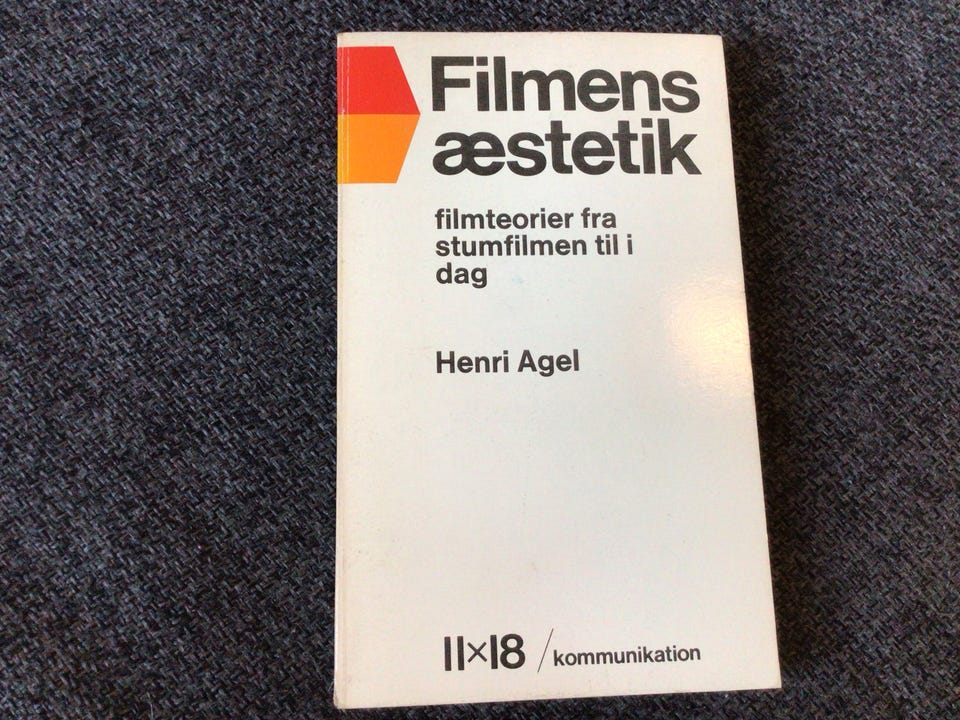 Filmens
æstetik
filmteorier fra
stumfilmen til i
dag
Henri Agel
11×18 / kommunikation